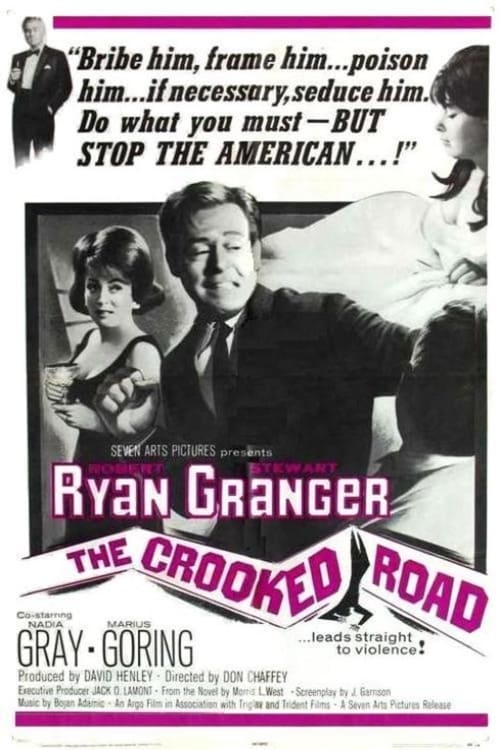 "Bribe him, frame him...poison
him...if necessary, seduce him.
Do what you must—BUT
STOP THE AMERICAN...!"
SEVEN ARTS PICTURES presents
ROBERT STEWART
RYAN GRANGER
THE CROOKED ROAD
...leads straight
to violence!
Co-starring
NADIA MARIUS
GRAY · GORING
Produced by DAVID HENLEY · Directed by DON CHAFFEY
Executive Producer JACK O. LAMONT · From the Novel by Morris L. West · Screenplay by J. Garrison
Music by Bojan Adamic · An Argo Film in Association with Triglav and Trident Films · A Seven Arts Pictures Release